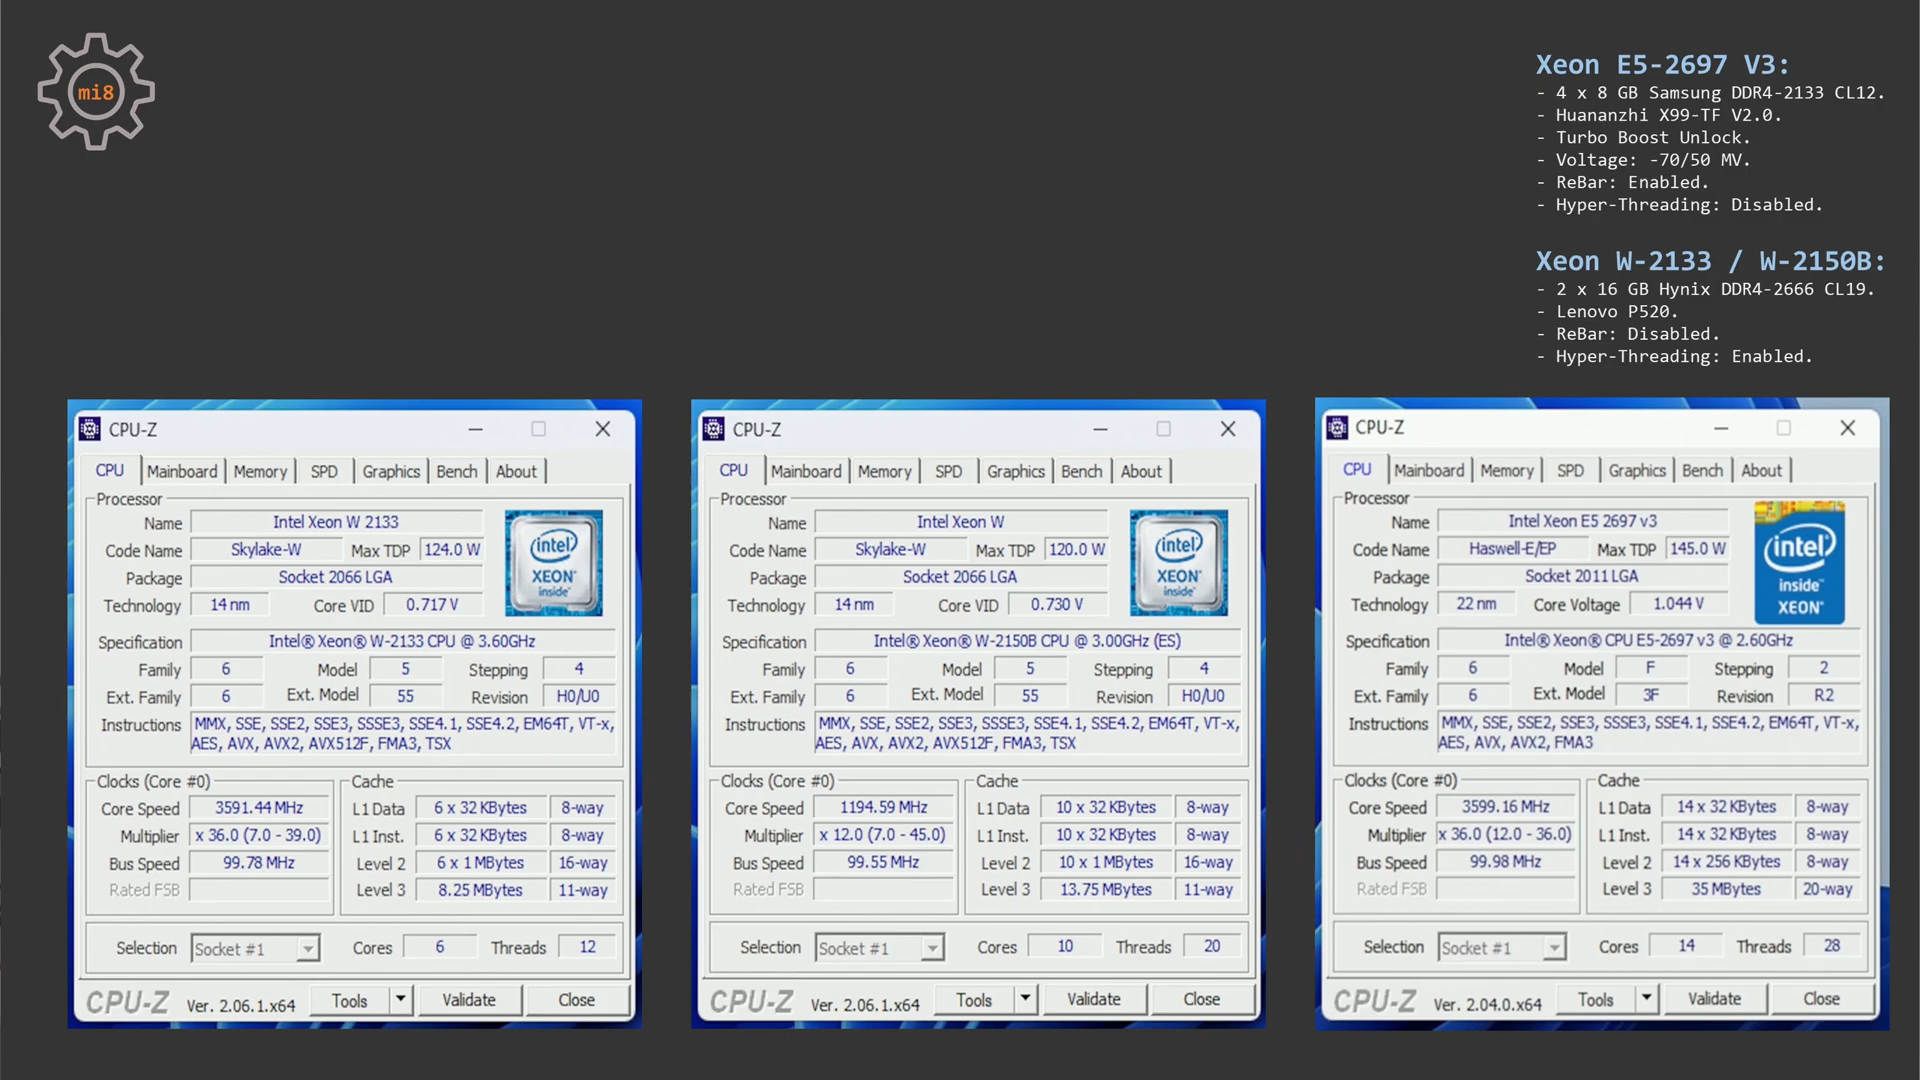 mi8
Xeon E5-2697 V3:
- 4 x 8 GB Samsung DDR4-2133 CL12.
- Huananzhi X99-TF V2.0.
- Turbo Boost Unlock.
- Voltage: -70/50 MV.
- ReBar: Enabled.
- Hyper-Threading: Disabled.
Xeon W-2133 / W-2150B:
- 2 x 16 GB Hynix DDR4-2666 CL19.
- Lenovo P520.
- ReBar: Disabled.
- Hyper-Threading: Enabled.
CPU-Z
CPU Mainboard Memory SPD Graphics Bench About
Processor
Name Intel Xeon W 2133
Code Name Skylake-W Max TDP 124.0 W
Package Socket 2066 LGA
Technology 14 nm Core VID 0.717 V
intel XEON inside
Specification Intel® Xeon® W-2133 CPU @ 3.60GHz
Family 6 Model 5 Stepping 4
Ext. Family 6 Ext. Model 55 Revision H0/U0
Instructions MMX, SSE, SSE2, SSE3, SSSE3, SSE4.1, SSE4.2, EM64T, VT-x,
AES, AVX, AVX2, AVX512F, FMA3, TSX
Clocks (Core #0) Cache
Core Speed 3591.44 MHz L1 Data 6 x 32 KBytes 8-way
Multiplier x 36.0 (7.0 - 39.0) L1 Inst. 6 x 32 KBytes 8-way
Bus Speed 99.78 MHz Level 2 6 x 1 MBytes 16-way
Rated FSB Level 3 8.25 MBytes 11-way
Selection Socket #1 Cores 6 Threads 12
CPU-Z Ver. 2.06.1.x64 Tools Validate Close
CPU-Z
CPU Mainboard Memory SPD Graphics Bench About
Processor
Name Intel Xeon W
Code Name Skylake-W Max TDP 120.0 W
Package Socket 2066 LGA
Technology 14 nm Core VID 0.730 V
intel XEON inside
Specification Intel® Xeon® W-2150B CPU @ 3.00GHz (ES)
Family 6 Model 5 Stepping 4
Ext. Family 6 Ext. Model 55 Revision H0/U0
Instructions MMX, SSE, SSE2, SSE3, SSSE3, SSE4.1, SSE4.2, EM64T, VT-x,
AES, AVX, AVX2, AVX512F, FMA3, TSX
Clocks (Core #0) Cache
Core Speed 1194.59 MHz L1 Data 10 x 32 KBytes 8-way
Multiplier x 12.0 (7.0 - 45.0) L1 Inst. 10 x 32 KBytes 8-way
Bus Speed 99.55 MHz Level 2 10 x 1 MBytes 16-way
Rated FSB Level 3 13.75 MBytes 11-way
Selection Socket #1 Cores 10 Threads 20
CPU-Z Ver. 2.06.1.x64 Tools Validate Close
CPU-Z
CPU Mainboard Memory SPD Graphics Bench About
Processor
Name Intel Xeon E5 2697 v3
Code Name Haswell-E/EP Max TDP 145.0 W
Package Socket 2011 LGA
Technology 22 nm Core Voltage 1.044 V
intel inside™ XEON®
Specification Intel® Xeon® CPU E5-2697 v3 @ 2.60GHz
Family 6 Model F Stepping 2
Ext. Family 6 Ext. Model 3F Revision R2
Instructions MMX, SSE, SSE2, SSE3, SSSE3, SSE4.1, SSE4.2, EM64T, VT-x,
AES, AVX, AVX2, FMA3
Clocks (Core #0) Cache
Core Speed 3599.16 MHz L1 Data 14 x 32 KBytes 8-way
Multiplier x 36.0 (12.0 - 36.0) L1 Inst. 14 x 32 KBytes 8-way
Bus Speed 99.98 MHz Level 2 14 x 256 KBytes 8-way
Rated FSB Level 3 35 MBytes 20-way
Selection Socket #1 Cores 14 Threads 28
CPU-Z Ver. 2.04.0.x64 Tools Validate Close